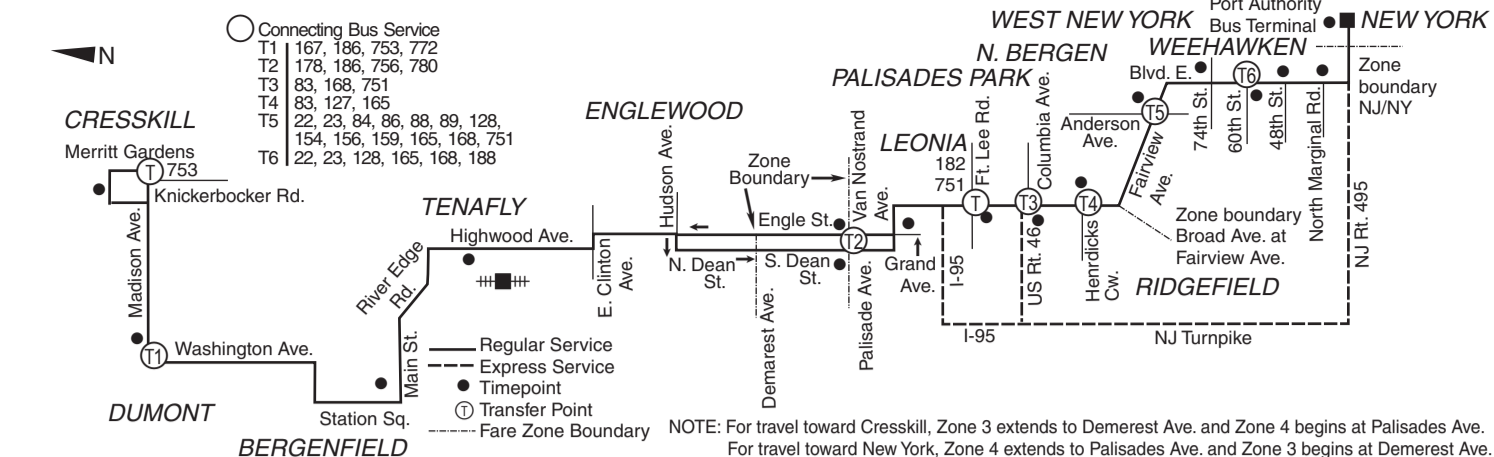 N
Connecting Bus Service
T1 167, 186, 753, 772
T2 178, 186, 756, 780
T3 83, 168, 751
T4 83, 127, 165
T5 22, 23, 84, 86, 88, 89, 128,
154, 156, 159, 165, 168, 751
T6 22, 23, 128, 165, 168, 188
Port Authority
Bus Terminal
NEW YORK
WEST NEW YORK
N. BERGEN
WEEHAWKEN
PALISADES PARK
Zone
boundary
NJ/NY
Blvd. E.
T6
T5
Anderson
Ave.
74th St.
60th St.
48th St.
North Marginal Rd.
NJ Rt. 495
Fairview
Ave.
CRESSKILL
Merritt Gardens
T
753
Knickerbocker Rd.
Madison Ave.
T1
Washington Ave.
DUMONT
Station Sq.
BERGENFIELD
Main St.
River Edge
Rd.
TENAFLY
Highwood Ave.
E. Clinton
Ave.
ENGLEWOOD
Hudson Ave.
Zone
Boundary
Engle St.
N. Dean
St.
S. Dean
St.
Demarest Ave.
Van Nostrand
Ave.
T2
Palisade Ave.
Grand
Ave.
LEONIA
182
751
Ft. Lee Rd.
T
I-95
Columbia Ave.
T3
US Rt. 46
T4
Henrdicks
Cw.
Zone boundary
Broad Ave. at
Fairview Ave.
RIDGEFIELD
I-95
NJ Turnpike
Regular Service
Express Service
Timepoint
T Transfer Point
Fare Zone Boundary
NOTE: For travel toward Cresskill, Zone 3 extends to Demerest Ave. and Zone 4 begins at Palisades Ave.
For travel toward New York, Zone 4 extends to Palisades Ave. and Zone 3 begins at Demerest Ave.